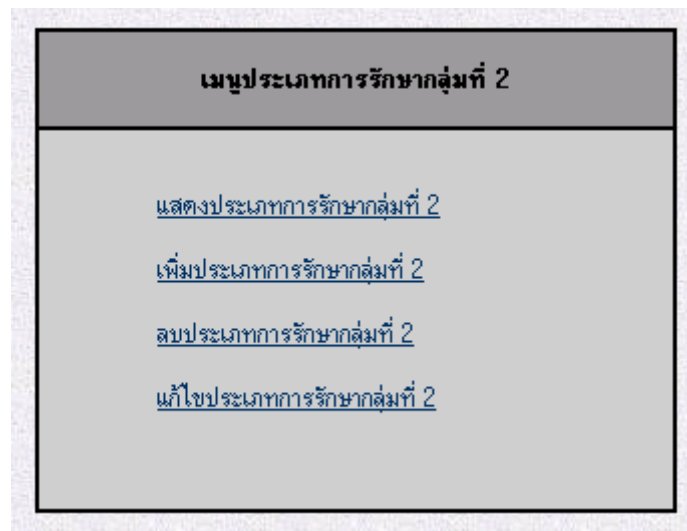 เมนูประเภทการรักษากลุ่มที่ 2
แสดงประเภทการรักษากลุ่มที่ 2
เพิ่มประเภทการรักษากลุ่มที่ 2
ลบประเภทการรักษากลุ่มที่ 2
แก้ไขประเภทการรักษากลุ่มที่ 2